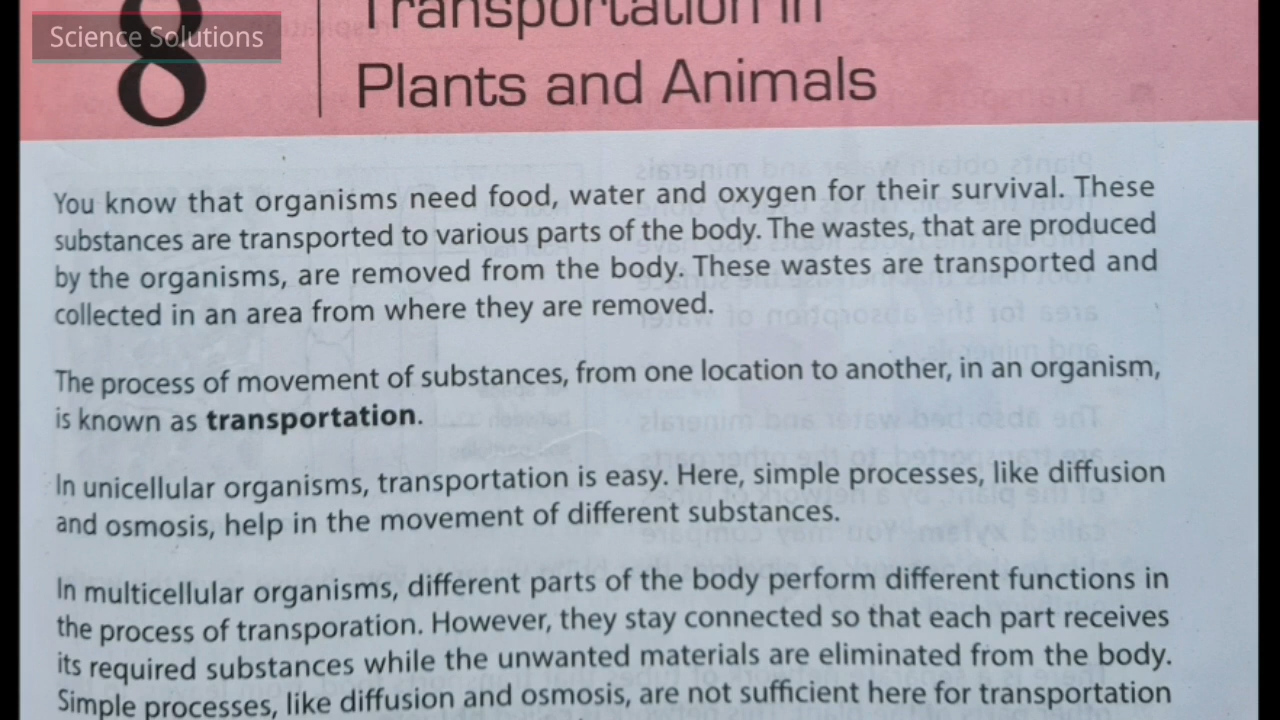 Science Solutions
8
Transportation in
Plants and Animals
You know that organisms need food, water and oxygen for their survival. These
substances are transported to various parts of the body. The wastes, that are produced
by the organisms, are removed from the body. These wastes are transported and
collected in an area from where they are removed.
The process of movement of substances, from one location to another, in an organism,
is known as transportation.
In unicellular organisms, transportation is easy. Here, simple processes, like diffusion
and osmosis, help in the movement of different substances.
In multicellular organisms, different parts of the body perform different functions in
the process of transporation. However, they stay connected so that each part receives
its required substances while the unwanted materials are eliminated from the body.
Simple processes, like diffusion and osmosis, are not sufficient here for transportation